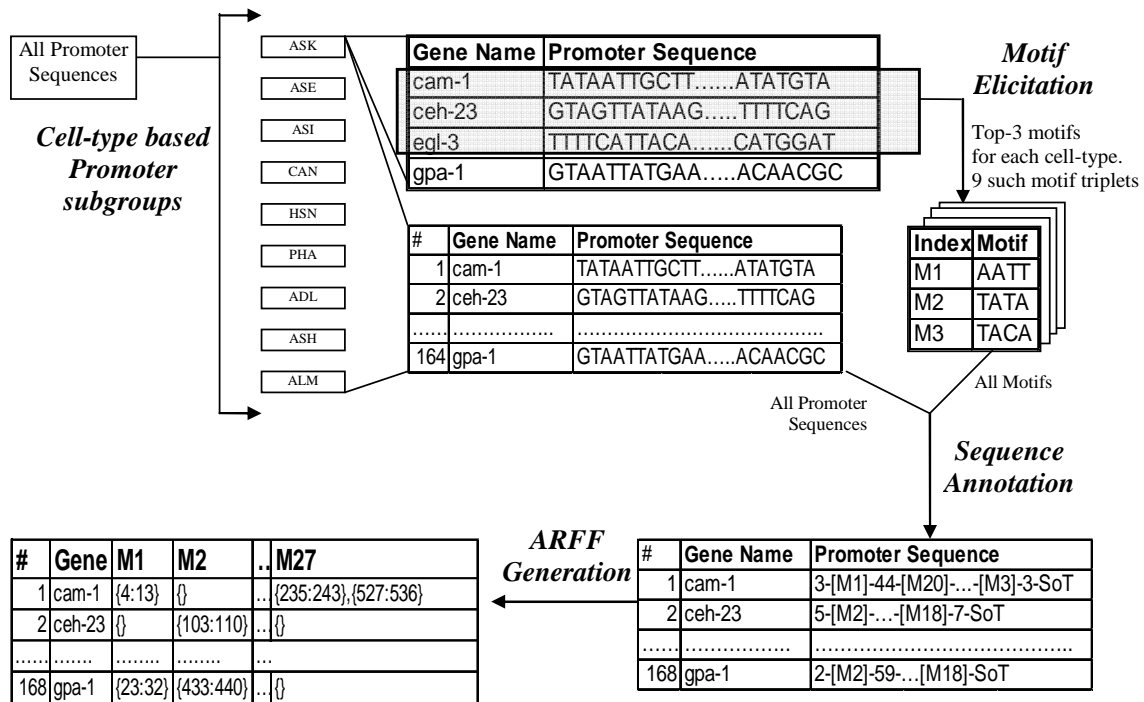 All Promoter
Sequences
Cell-type based
Promoter
subgroups
ASK
ASE
ASI
CAN
HSN
PHA
ADL
ASH
ALM
Gene Name Promoter Sequence
cam-1 TATAATTGCTT......ATATGTA
ceh-23 GTAGTTATAAG.....TTTTCAG
egl-3 TTTTCATTACA......CATGGAT
gpa-1 GTAATTATGAA.....ACAACGC
Motif
Elicitation
Top-3 motifs
for each cell-type.
9 such motif triplets
Index Motif
M1 AATT
M2 TATA
M3 TACA
# Gene Name Promoter Sequence
1 cam-1 TATAATTGCTT......ATATGTA
2 ceh-23 GTAGTTATAAG.....TTTTCAG
...... ................. .......................................
164 gpa-1 GTAATTATGAA.....ACAACGC
All Promoter
Sequences
All Motifs
Sequence
Annotation
# Gene Name Promoter Sequence
1 cam-1 3-[M1]-44-[M20]-...-[M3]-3-SoT
2 ceh-23 5-[M2]-...-[M18]-7-SoT
...... ................. .......................................
168 gpa-1 2-[M2]-59-...[M18]-SoT
ARFF
Generation
# Gene M1 M2 .. M27
1 cam-1 {4:13} {} ... {235:243},{527:536}
2 ceh-23 {} {103:110} ... {}
...... ....... ........ ........ ...
168 gpa-1 {23:32} {433:440} ... {}